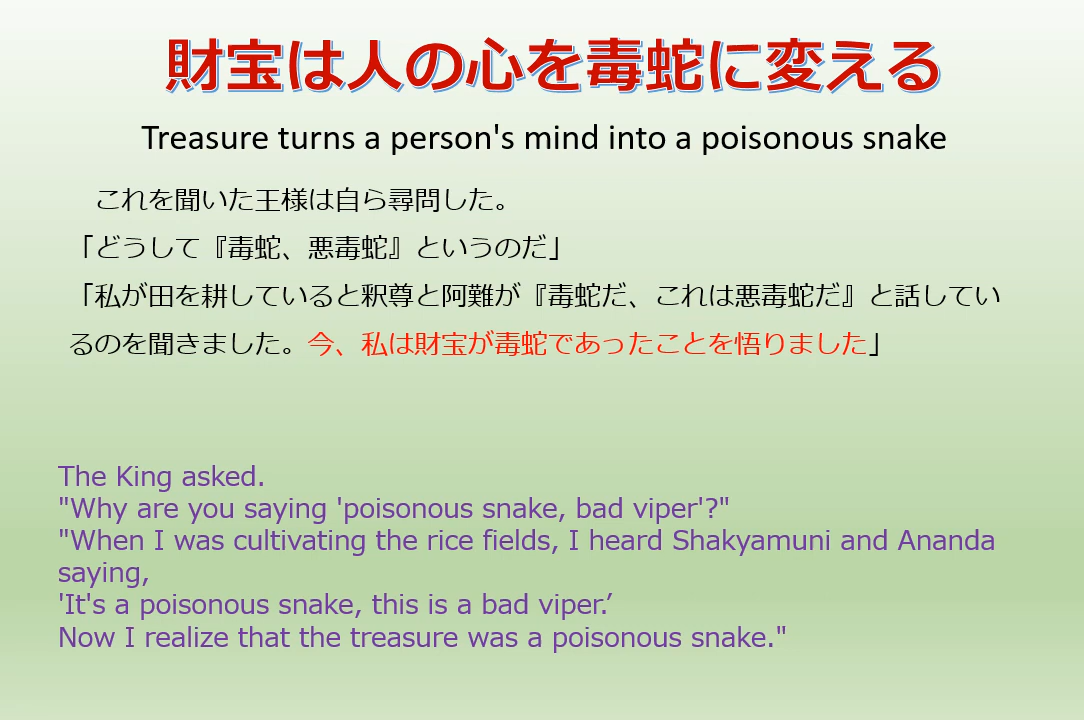 財宝は人の心を毒蛇に変える
Treasure turns a person's mind into a poisonous snake
これを聞いた王様は自ら尋問した。
「どうして『毒蛇、悪毒蛇』というのだ」
「私が田を耕していると釈尊と阿難が『毒蛇だ、これは悪毒蛇だ』と話してい
るのを聞きました。今、私は財宝が毒蛇であったことを悟りました」
The King asked.
"Why are you saying 'poisonous snake, bad viper'?"
"When I was cultivating the rice fields, I heard Shakyamuni and Ananda
saying,
'It's a poisonous snake, this is a bad viper.’
Now I realize that the treasure was a poisonous snake."